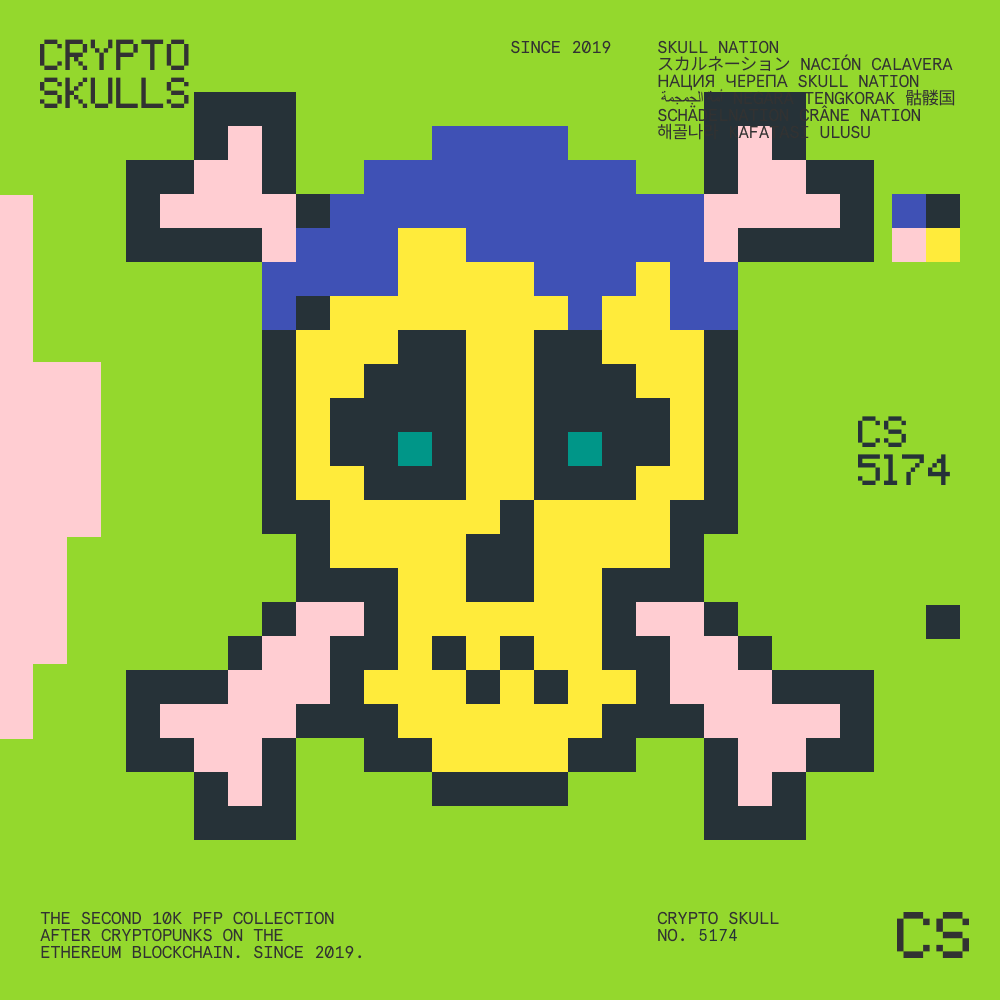 CRYPTO
SKULLS
SINCE 2019
SKULL NATION
スカルネーション NACIÓN CALAVERA
НАЦИЯ ЧЕРЕПА SKULL NATION
الجمجمة TENGKORAK 骷髅国
CRÂNE NATION
해골 ULUSU
CS
5174
THE SECOND 10K PFP COLLECTION
AFTER CRYPTOPUNKS ON THE
ETHEREUM BLOCKCHAIN. SINCE 2019.
CRYPTO SKULL
NO. 5174
CS